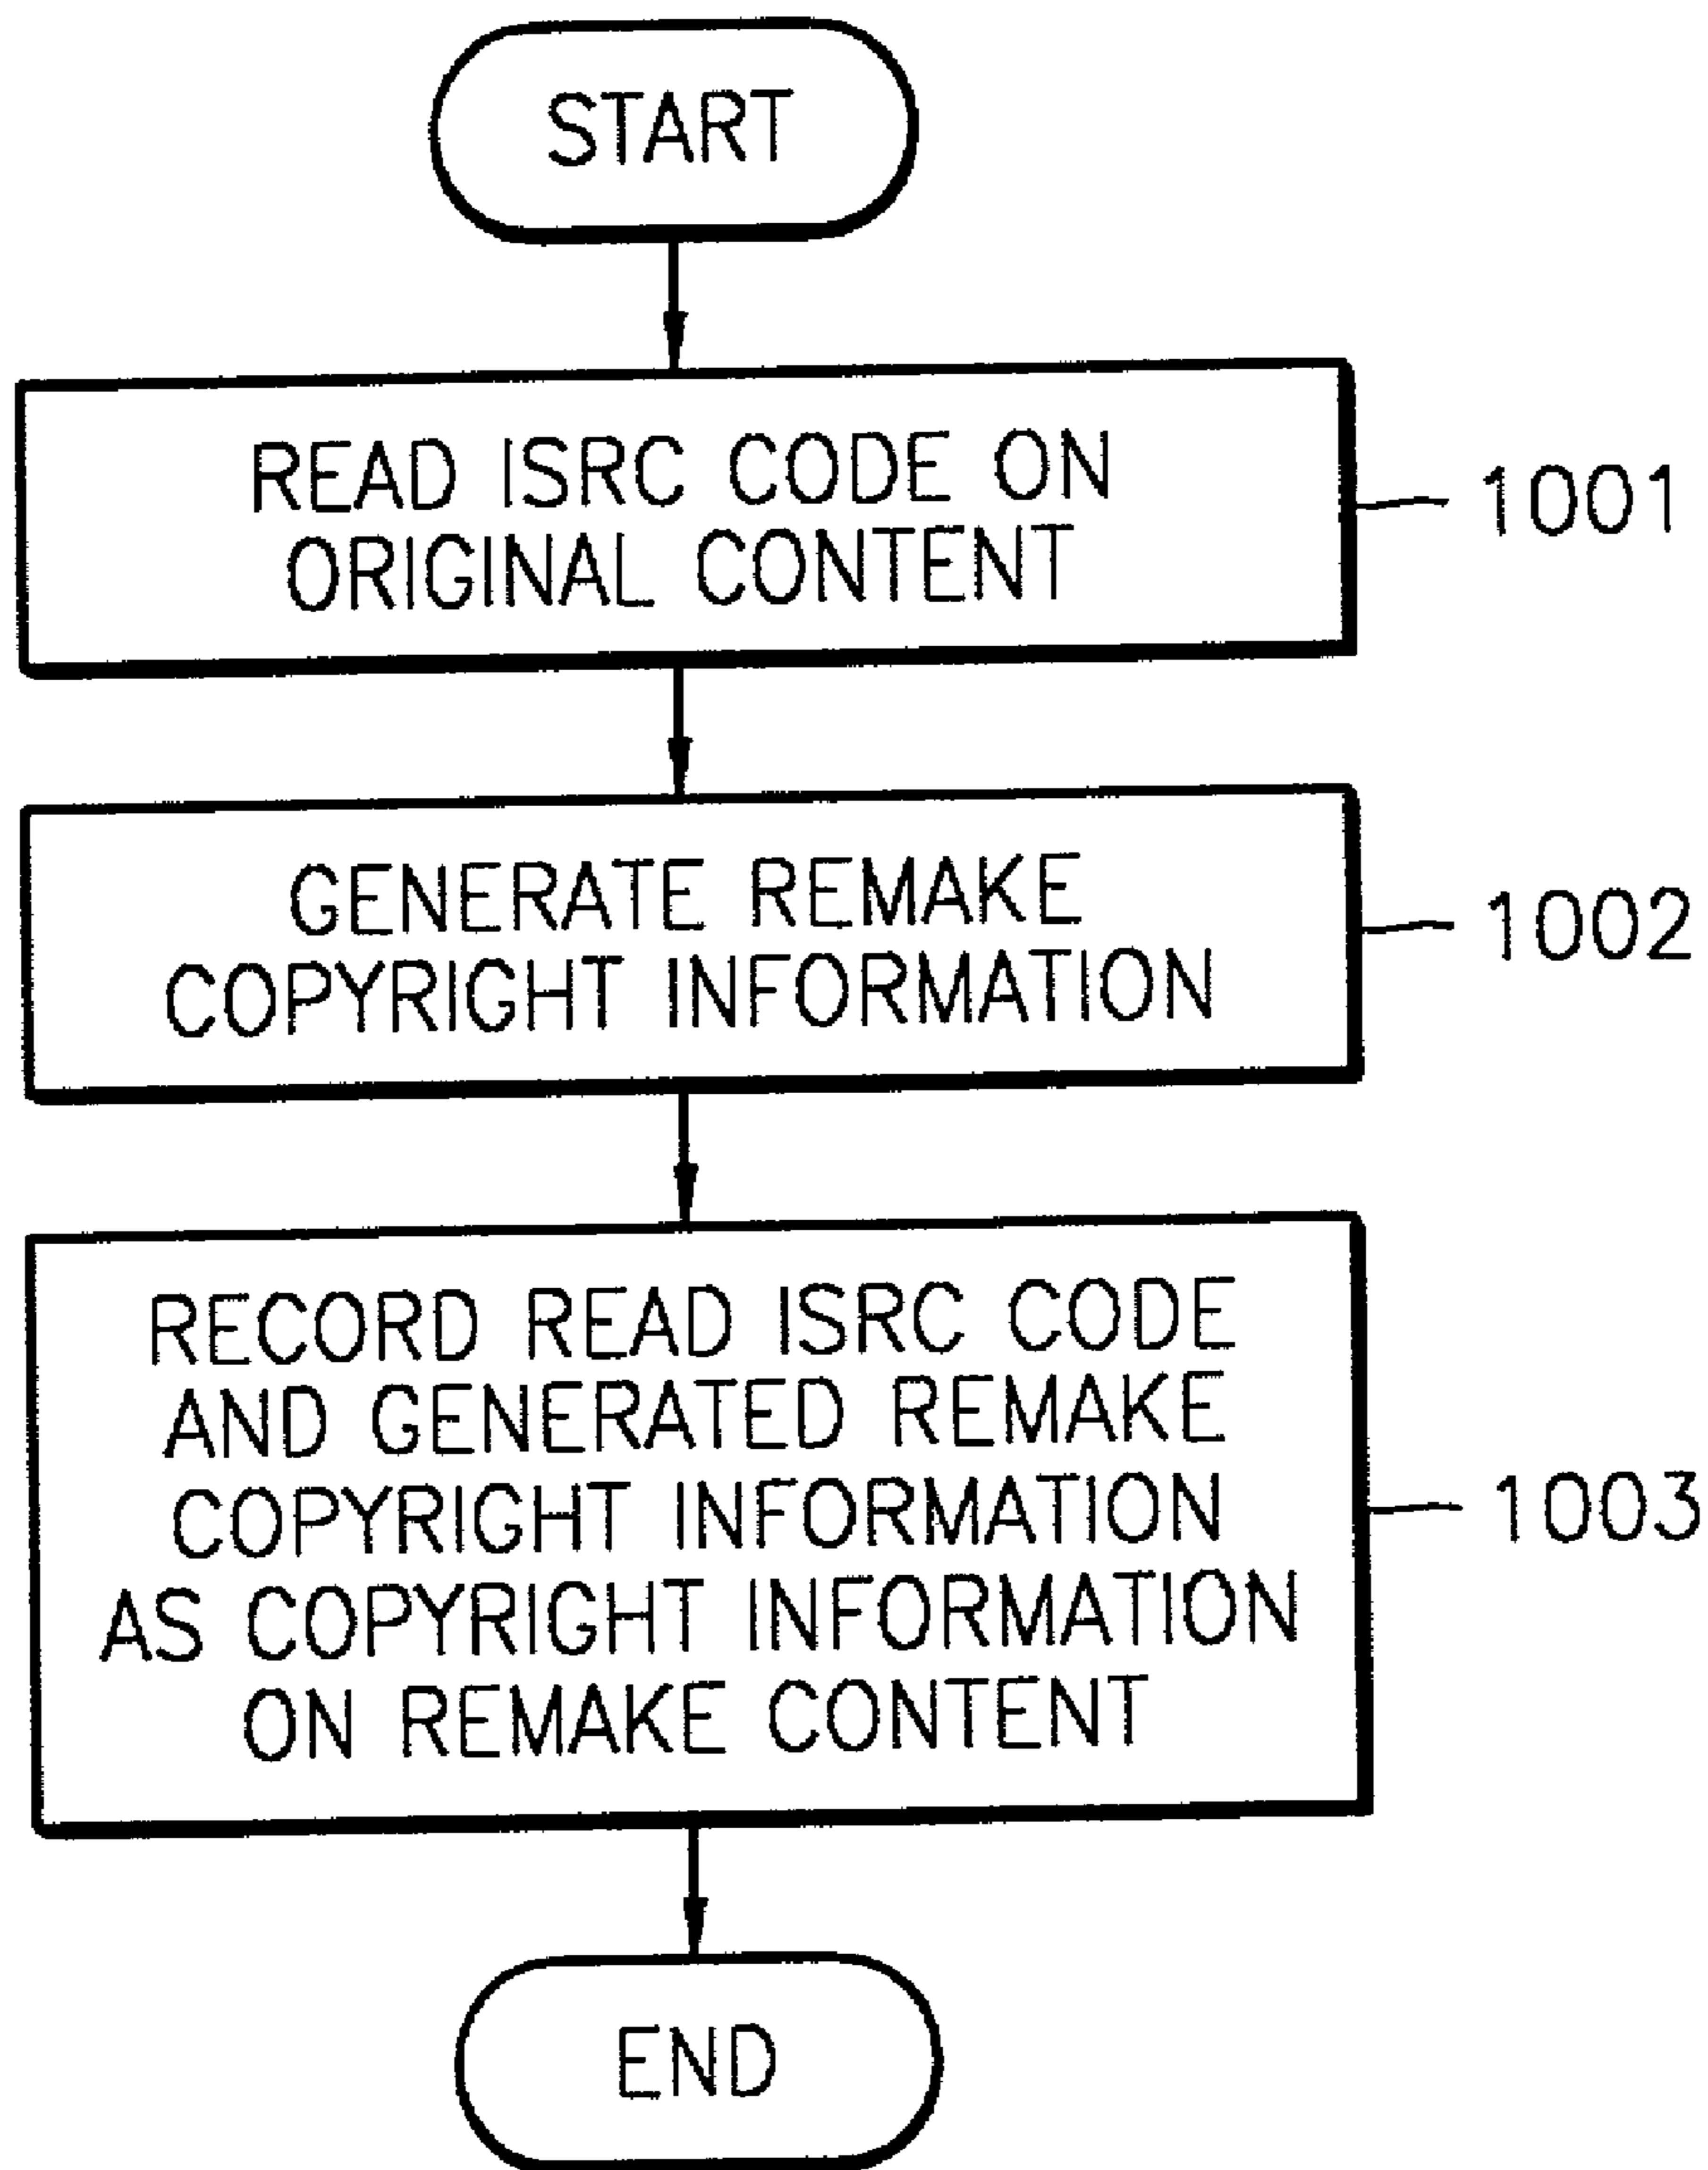 START
READ ISRC CODE ON
ORIGINAL CONTENT
1001
GENERATE REMAKE
COPYRIGHT INFORMATION
1002
RECORD READ ISRC CODE
AND GENERATED REMAKE
COPYRIGHT INFORMATION
AS COPYRIGHT INFORMATION
ON REMAKE CONTENT
1003
END